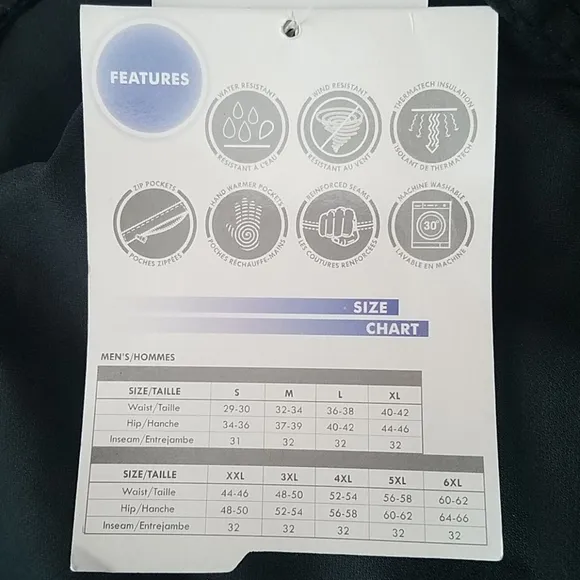 FEATURES
WATER RESISTANT
RÉSISTANT À L'EAU
WIND RESISTANT
RÉSISTANT AU VENT
THERMATECH INSULATION
ISOLANT DE THERMATECH
ZIP POCKETS
POCHES ZIPPÉES
HAND WARMER POCKETS
POCHES RÉCHAUFFE-MAINS
REINFORCED SEAMS
LES COUTURES RENFORCÉES
MACHINE WASHABLE
30°
LAVABLE EN MACHINE
SIZE
CHART
MEN'S/HOMMES
SIZE/TAILLE S M L XL
Waist/Taille 29-30 32-34 36-38 40-42
Hip/Hanche 34-36 37-39 40-42 44-46
Inseam/Entrejambe 31 32 32 32
SIZE/TAILLE XXL 3XL 4XL 5XL 6XL
Waist/Taille 44-46 48-50 52-54 56-58 60-62
Hip/Hanche 48-50 52-54 56-58 60-62 64-66
Inseam/Entrejambe 32 32 32 32 32